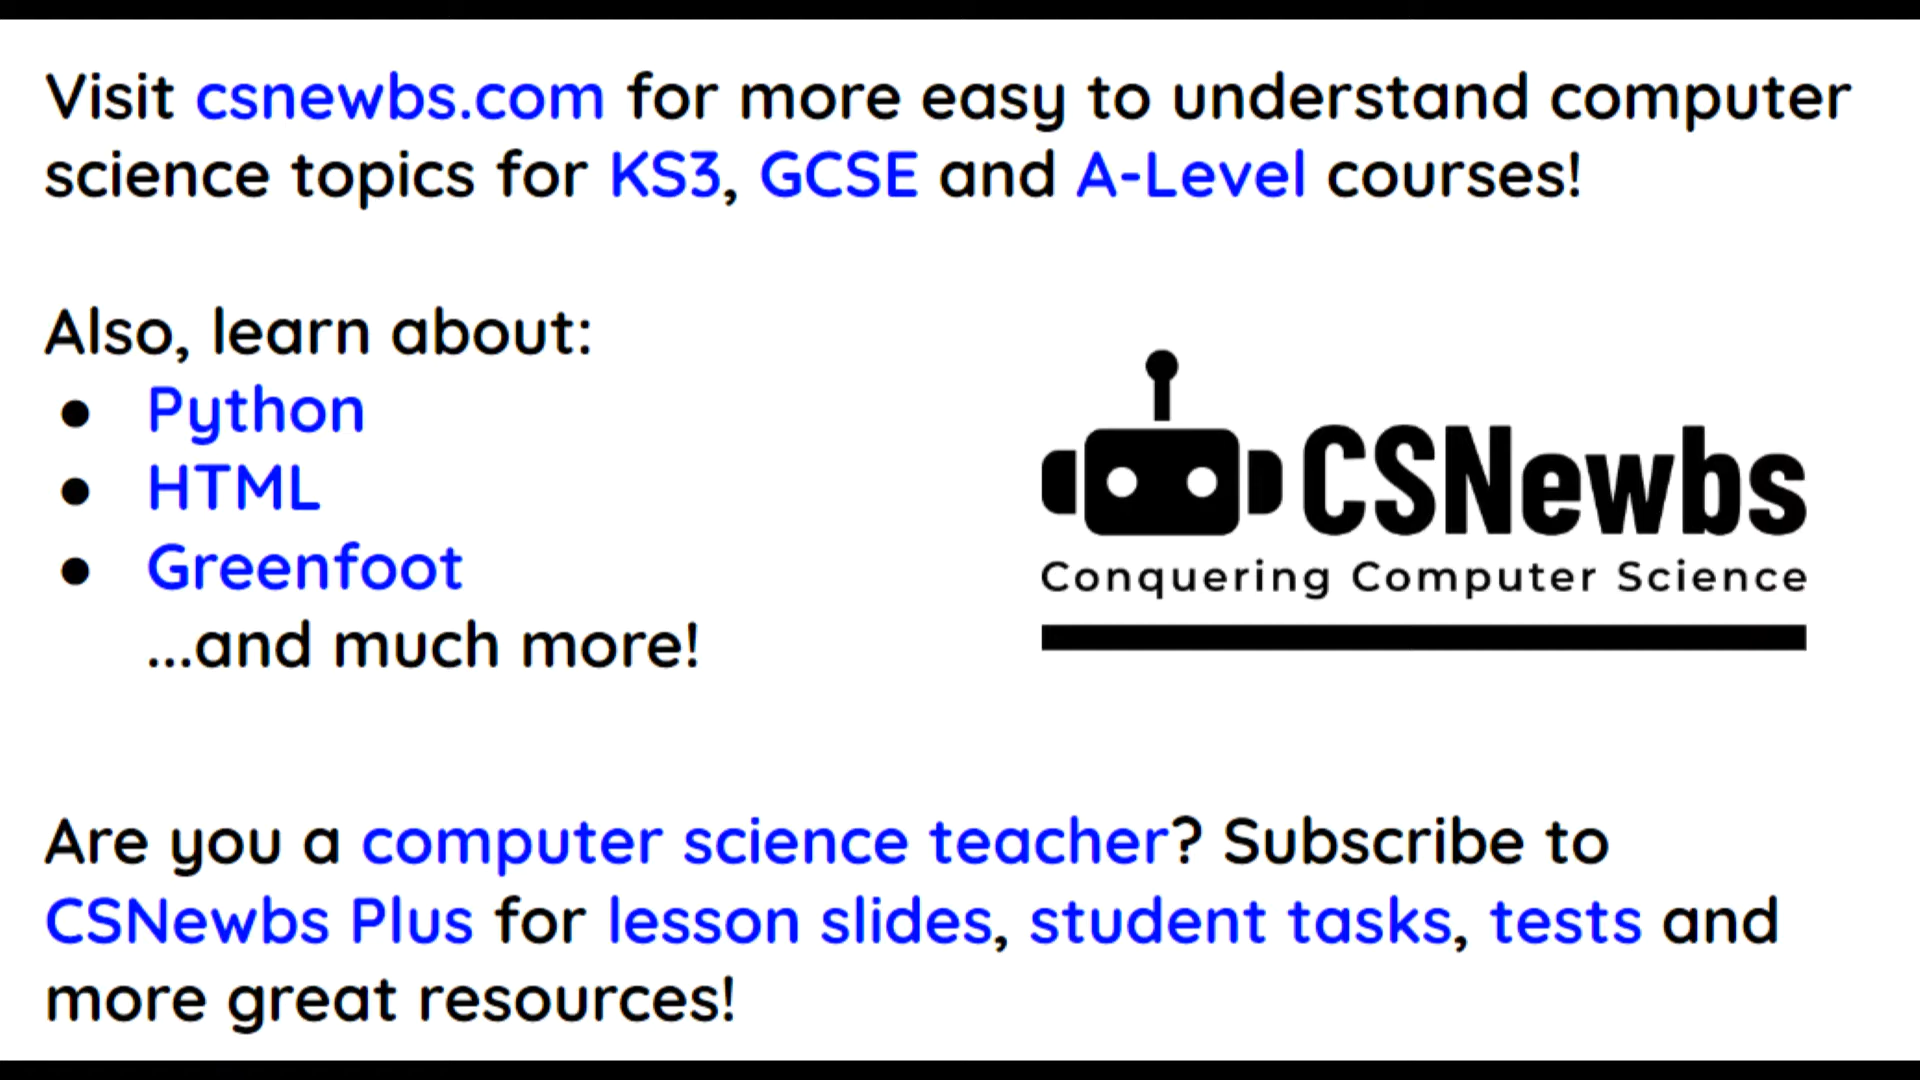 Visit csnewbs.com for more easy to understand computer
science topics for KS3, GCSE and A-Level courses!
Also, learn about:
● Python
● HTML
● Greenfoot
...and much more!
CSNewbs
Conquering Computer Science
Are you a computer science teacher? Subscribe to
CSNewbs Plus for lesson slides, student tasks, tests and
more great resources!